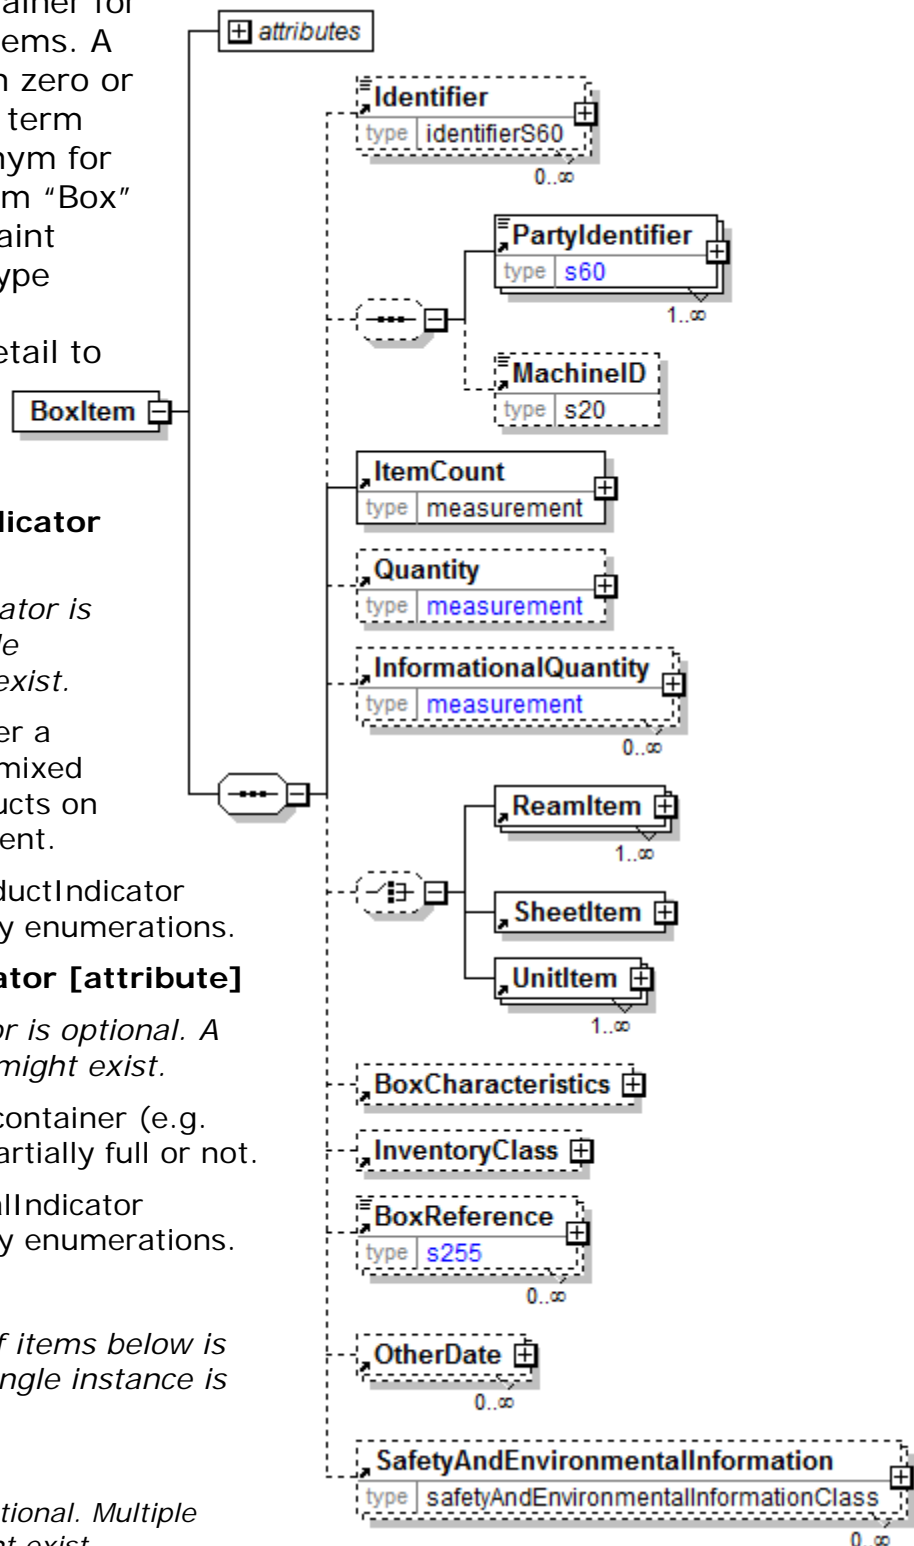 ainer for
ems. A
n zero or
term
nym for
m “Box”
aint
ype
etail to
licator
ator is
le
exist.
er a
mixed
ucts on
ent.
ductIndicator
y enumerations.
ator [attribute]
or is optional. A
might exist.
container (e.g.
artially full or not.
alIndicator
y enumerations.
f items below is
ngle instance is
tional. Multiple
nt exist
BoxItem
attributes
Identifier
type identifierS60
0..∞
PartyIdentifier
type s60
1..∞
MachineID
type s20
ItemCount
type measurement
Quantity
type measurement
InformationalQuantity
type measurement
0..∞
ReamItem
1..∞
SheetItem
UnitItem
1..∞
BoxCharacteristics
InventoryClass
BoxReference
type s255
0..∞
OtherDate
0..∞
SafetyAndEnvironmentalInformation
type safetyAndEnvironmentalInformationClass
0..∞